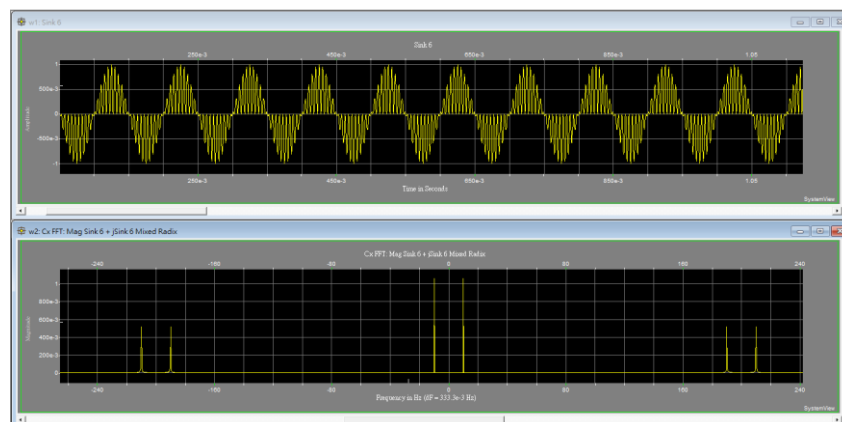 w1: Sink 6
Sink 6
250e-3 450e-3 650e-3 850e-3 1.05
1
500e-3
0
-500e-3
-1
Amplitude
250e-3 450e-3 650e-3 850e-3 1.05
Time in Seconds
SystemView
w2: Cx FFT: Mag Sink 6 + jSink 6 Mixed Radix
Cx FFT: Mag Sink 6 + jSink 6 Mixed Radix
-240 -160 -80 0 80 160 240
800e-3
600e-3
400e-3
200e-3
0
Magnitude
-240 -160 -80 0 80 160 240
Frequency in Hz (dF = 333.3e-3 Hz)
SystemView